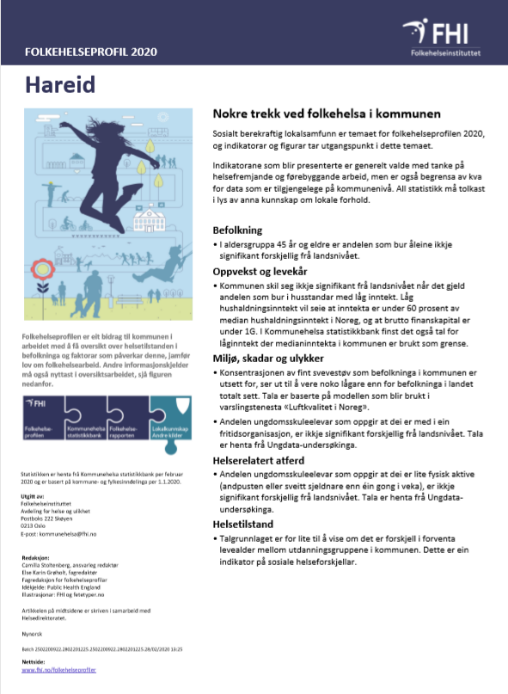 FOLKEHELSEPROFIL 2020
FHI
Folkehelseinstituttet
Hareid
Nokre trekk ved folkehelsa i kommunen
Sosialt berekraftig lokalsamfunn er temaet for folkehelseprofilen 2020,
og indikatorar og figurar tar utgangspunkt i dette temaet.
Indikatorane som blir presenterte er generelt valde med tanke på
helsefremjande og førebyggande arbeid, men er også begrensa av kva
for data som er tilgjengelege på kommunenivå. All statistikk må tolkast
i lys av anna kunnskap om lokale forhold.
Befolkning
• I aldersgruppa 45 år og eldre er andelen som bur åleine ikkje
signifikant forskjellig frå landsnivået.
Oppvekst og levekår
• Kommunen skil seg ikkje signifikant frå landsnivået når det gjeld
andelen som bur i husstandar med låg inntekt. Låg
hushaldningsinntekt vil seie at inntekta er under 60 prosent av
median hushaldningsinntekt i Noreg, og at brutto finanskapital er
under 1G. I Kommunehelsa statistikkbank finst det også tal for
låginntekt der medianinntekta i kommunen er brukt som grense.
Miljø, skadar og ulykker
• Konsentrasjonen av fint svevestøv som befolkninga i kommunen er
utsett for, ser ut til å vere noko lågare enn for befolkninga i landet
totalt sett. Tala er baserte på modellen som blir brukt i
varslingstenesta «Luftkvalitet i Noreg».
• Andelen ungdomsskuleelevar som oppgir at dei er med i ein
fritidsorganisasjon, er ikkje signifikant forskjellig frå landsnivået. Tala
er henta frå Ungdata-undersøkinga.
Helserelatert atferd
• Andelen ungdomsskuleelevar som oppgir at dei er lite fysisk aktive
(andpusten eller sveitt sjeldnare enn éin gong i veka), er ikkje
signifikant forskjellig frå landsnivået. Tala er henta frå Ungdata-
undersøkinga.
Helsetilstand
• Talgrunnlaget er for lite til å vise om det er forskjell i forventa
levealder mellom utdanningsgruppene i kommunen. Dette er ein
indikator på sosiale helseforskjellar.
Folkehelseprofilen er eit bidrag til kommunen i
arbeidet med å få oversikt over helsetilstanden i
befolkninga og faktorar som påverkar denne, jamfør
lov om folkehelsearbeid. Andre informasjonskjelder
må også nyttast i oversiktsarbeidet, sjå figuren
nedanfor.
FHI
Folkehelse-
profilen
Kommunehelsa
statistikkbank
Folkehelse-
rapporten
Lokalkunnskap
Andre kjelder
Statistikken er henta frå Kommunehelsa statistikkbank per februar
2020 og er basert på kommune- og fylkesinndelinga per 1.1.2020.
Utgitt av:
Folkehelseinstituttet
Avdeling for helse og ulikhet
Postboks 222 Skøyen
0213 Oslo
E-post: kommunehelsa@fhi.no
Redaksjon:
Camilla Stoltenberg, ansvarleg redaktør
Else Karin Grøholt, fagredaktør
Fagredaksjon for folkehelseprofilar
Idékjelde: Public Health England
Illustrasjonar: FHI og fetetyper.no
Artikkelen på midtsidene er skriven i samarbeid med
Helsedirektoratet.
Nynorsk
Nettside:
www.fhi.no/folkehelseprofiler